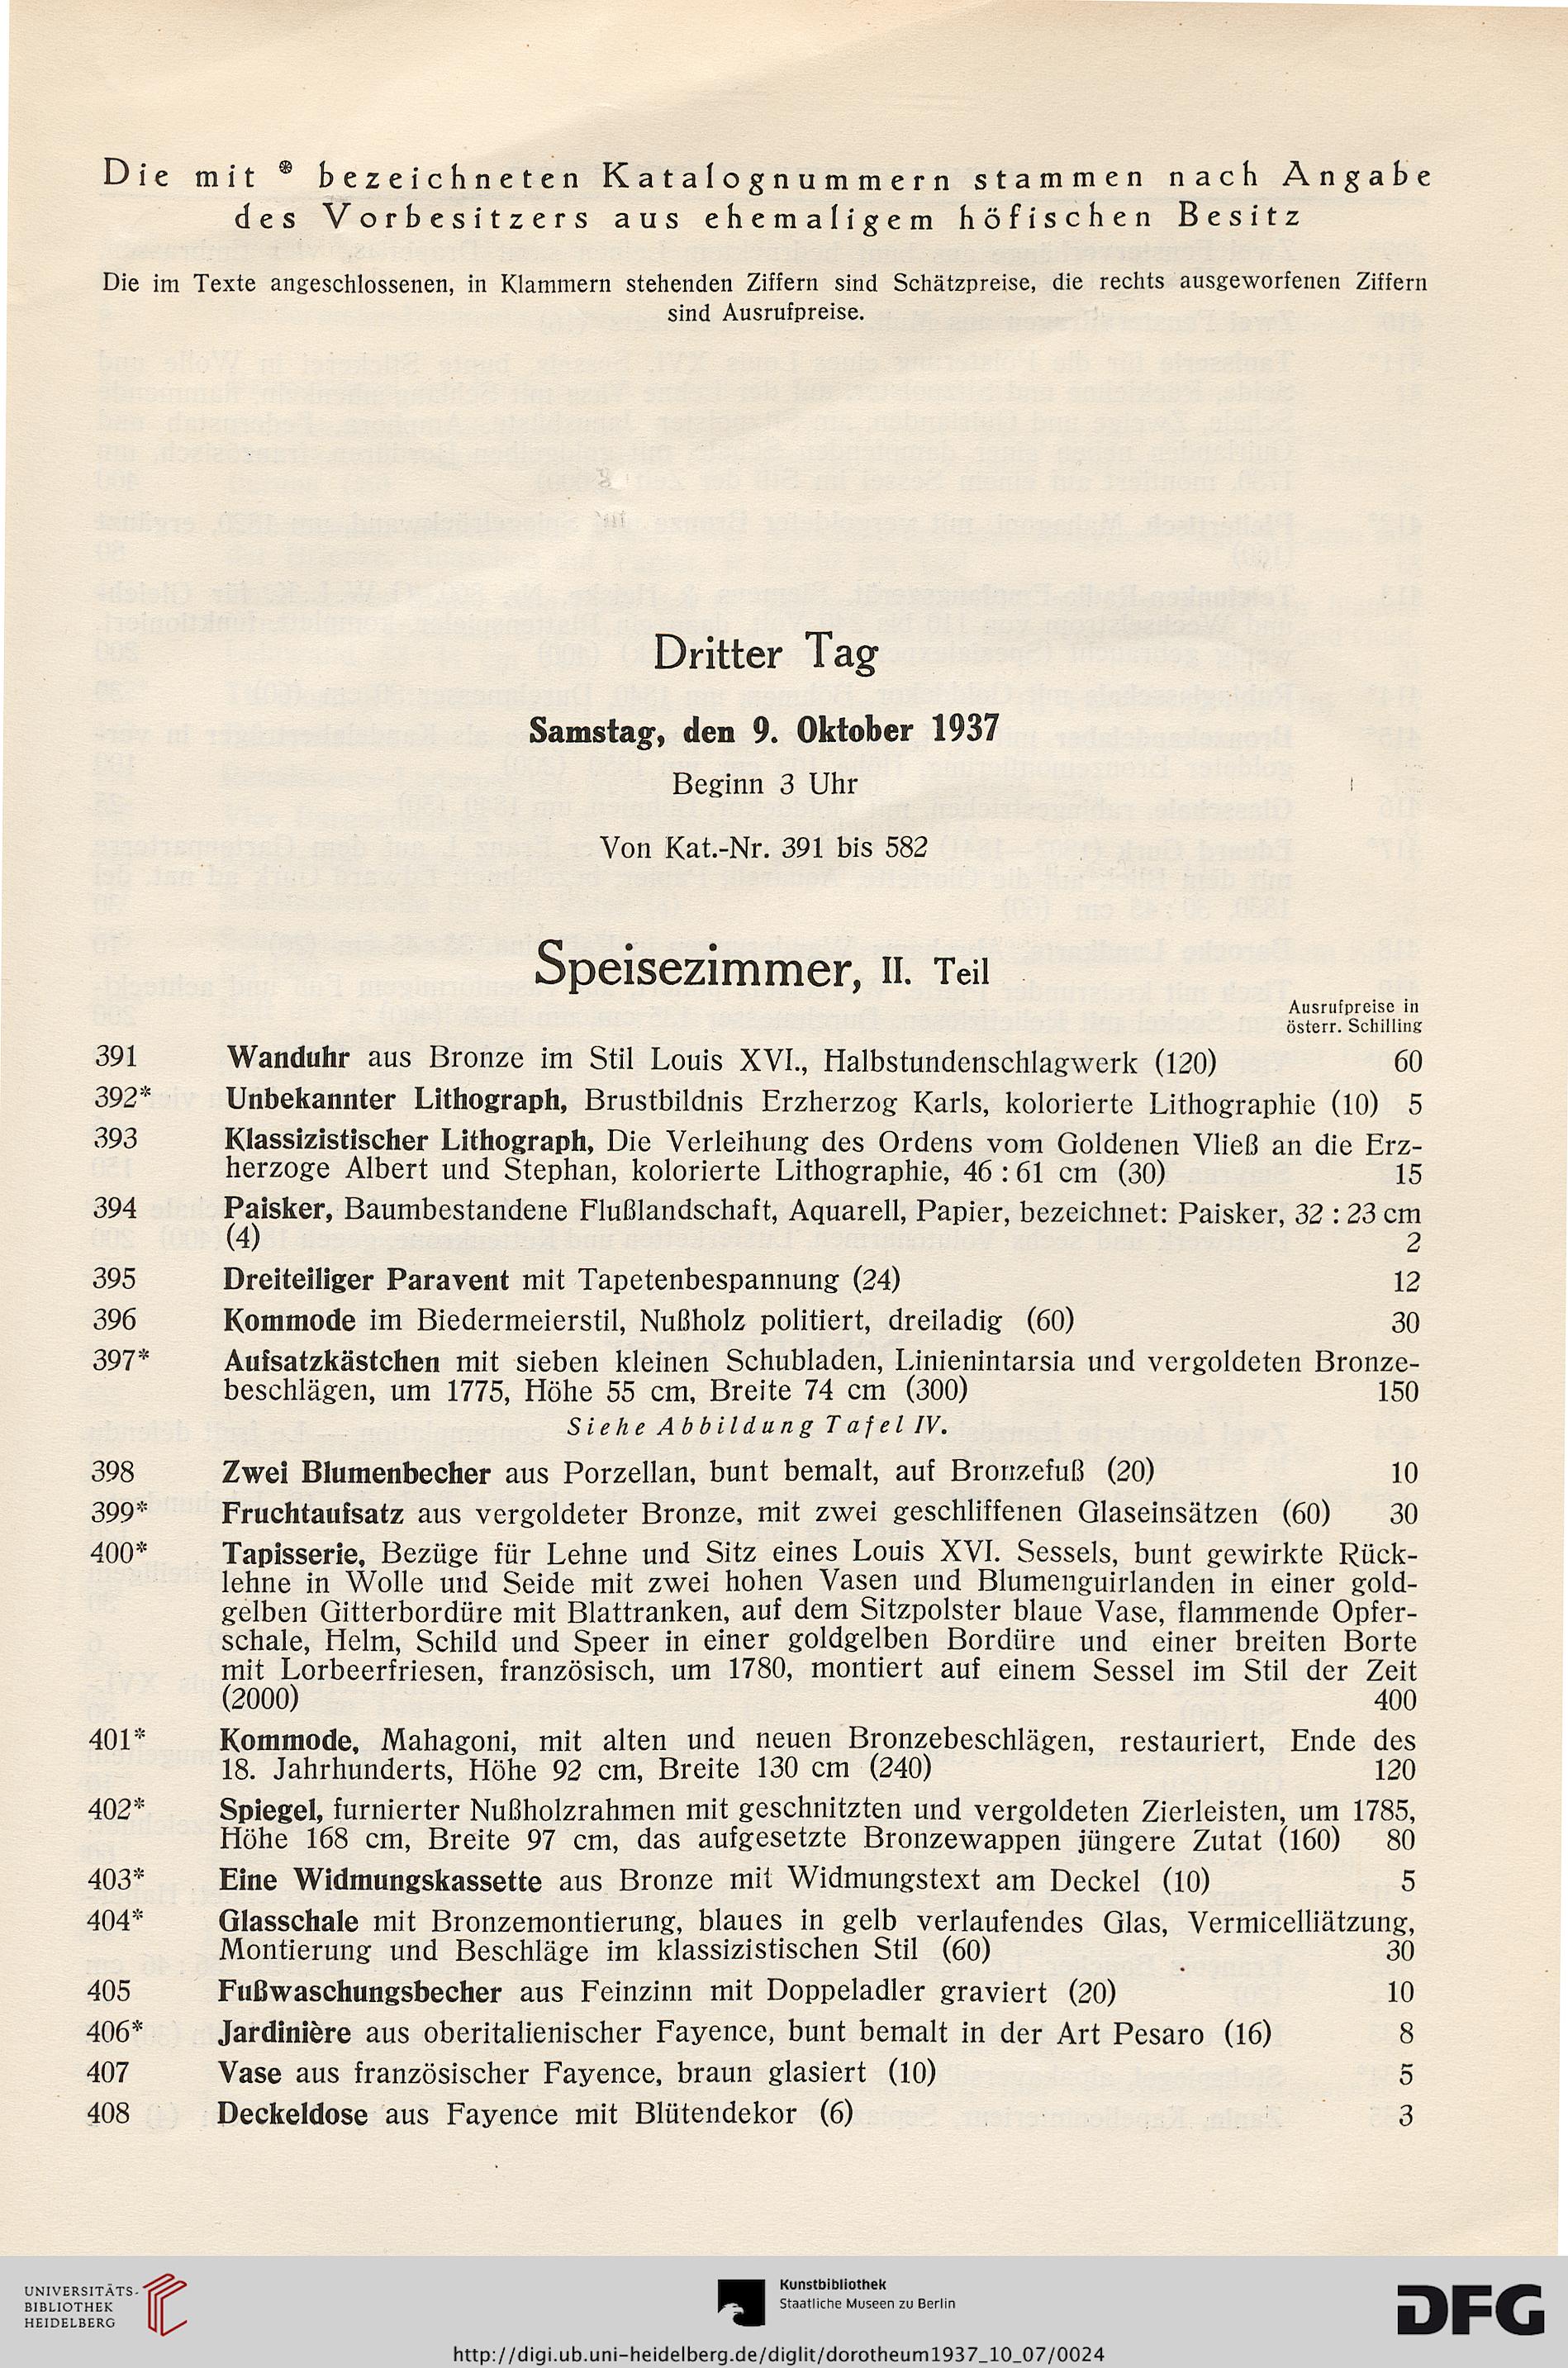 Die mit * bezeichneten Katalognummern stammen nach Angabe
des Vorbesitzers aus ehemaligem höfischen Besitz
Die im Texte angeschlossenen, in Klammern stehenden Ziffern sind Schätzpreise, die rechts ausgeworfenen Ziffern
sind Ausrufpreise.
Dritter Tag
Samstag, den 9. Oktober 1937
Beginn 3 Uhr
Von Kat.-Nr. 391 bis 582
Speisezimmer, II. Teil
Ausrufpreise in
österr. Schilling
391 Wanduhr aus Bronze im Stil Louis XVI., Halbstundenschlagwerk (120) 60
392* Unbekannter Lithograph, Brustbildnis Erzherzog Karls, kolorierte Lithographie (10) 5
393 Klassizistischer Lithograph, Die Verleihung des Ordens vom Goldenen Vließ an die Erz-
herzoge Albert und Stephan, kolorierte Lithographie, 46 : 61 cm (30) 15
394 Paisker, Baumbestandene Flußlandschaft, Aquarell, Papier, bezeichnet: Paisker, 32 : 23 cm
(4) 2
395 Dreiteiliger Paravent mit Tapetenbespannung (24) 12
396 Kommode im Biedermeierstil, Nußholz politiert, dreiladig (60) 30
397* Aufsatzkästchen mit sieben kleinen Schubladen, Linienintarsia und vergoldeten Bronze-
beschlägen, um 1775, Höhe 55 cm, Breite 74 cm (300) 150
Siehe Abbildung Tafel IV.
398 Zwei Blumenbecher aus Porzellan, bunt bemalt, auf Bronzefuß (20) 10
399* Fruchtaufsatz aus vergoldeter Bronze, mit zwei geschliffenen Glaseinsätzen (60) 30
400* Tapisserie, Bezüge für Lehne und Sitz eines Louis XVI. Sessels, bunt gewirkte Rück-
lehne in Wolle und Seide mit zwei hohen Vasen und Blumenguirlanden in einer gold-
gelben Gitterbordüre mit Blattranken, auf dem Sitzpolster blaue Vase, flammende Opfer-
schale, Helm, Schild und Speer in einer goldgelben Bordüre und einer breiten Borte
mit Lorbeerfriesen, französisch, um 1780, montiert auf einem Sessel im Stil der Zeit
(2000) 400
401* Kommode, Mahagoni, mit alten und neuen Bronzebeschlägen, restauriert, Ende des
18. Jahrhunderts, Höhe 92 cm, Breite 130 cm (240) 120
402* Spiegel, furnierter Nußholzrahmen mit geschnitzten und vergoldeten Zierleisten, um 1785,
Höhe 168 cm, Breite 97 cm, das aufgesetzte Bronzewappen jüngere Zutat (160) 80
403* Eine Widmungskassette aus Bronze mit Widmungstext am Deckel (10) 5
404* Glasschale mit Bronzemontierung, blaues in gelb verlaufendes Glas, Vermicelliätzung,
Montierung und Beschläge im klassizistischen Stil (60) 30
405 Fußwaschungsbecher aus Feinzinn mit Doppeladler graviert (20) 10
406* Jardinière aus oberitalienischer Fayence, bunt bemalt in der Art Pesaro (16) 8
407 Vase aus französischer Fayence, braun glasiert (10) 5
408 Deckeldose aus Fayence mit Blütendekor (6) 3
UNIVERSITÄTS-
BIBLIOTHEK
HEIDELBERG
Kunstbibliothek
Staatliche Museen zu Berlin
DFG
http://digi.ub.uni-heidelberg.de/diglit/dorotheum1937_10_07/0024